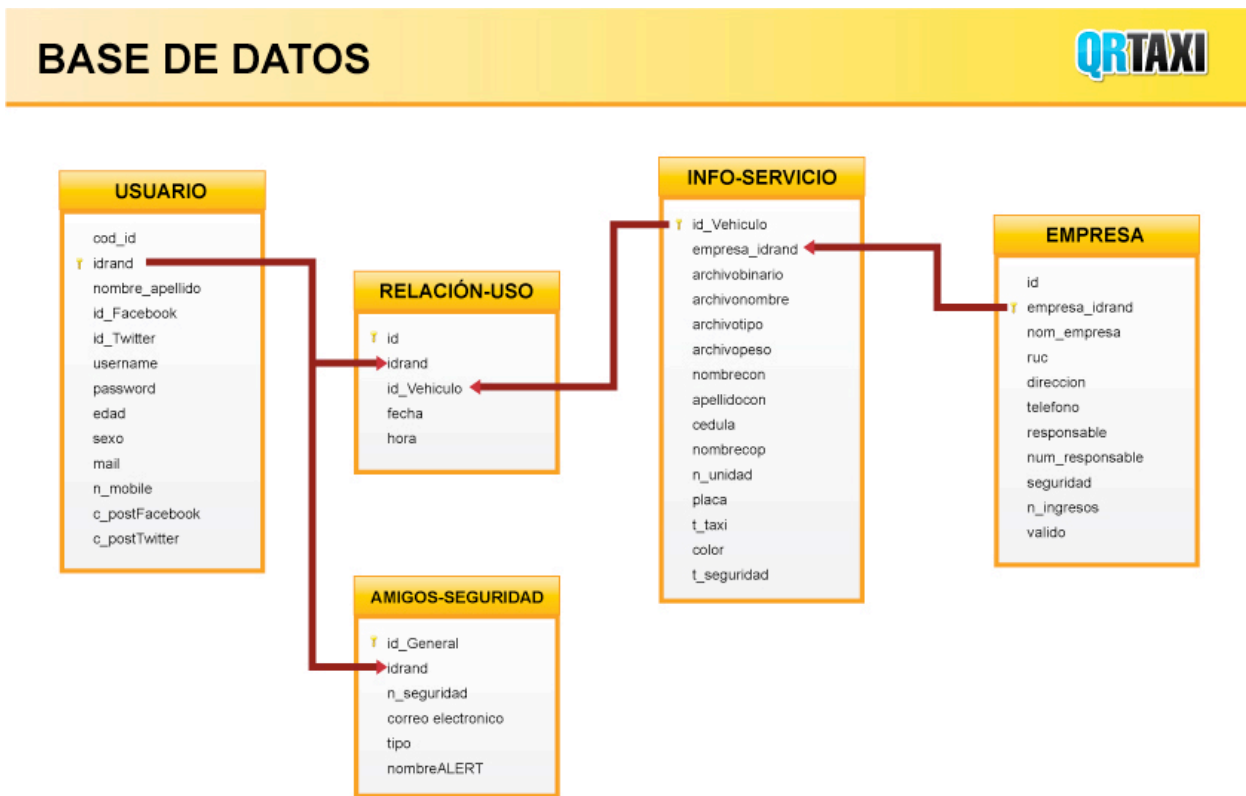 BASE DE DATOS
QRTAXI
USUARIO
cod_id
idrand
nombre_apellido
id_Facebook
id_Twitter
username
password
edad
sexo
mail
n_mobile
c_postFacebook
c_postTwitter
RELACIÓN-USO
id
idrand
id_Vehiculo
fecha
hora
AMIGOS-SEGURIDAD
id_General
idrand
n_seguridad
correo electronico
tipo
nombreALERT
INFO-SERVICIO
id_Vehiculo
empresa_idrand
archivobinario
archivonombre
archivotipo
archivopeso
nombrecon
apellidocon
cedula
nombrecop
n_unidad
placa
t_taxi
color
t_seguridad
EMPRESA
id
empresa_idrand
nom_empresa
ruc
direccion
telefono
responsable
num_responsable
seguridad
n_ingresos
valido